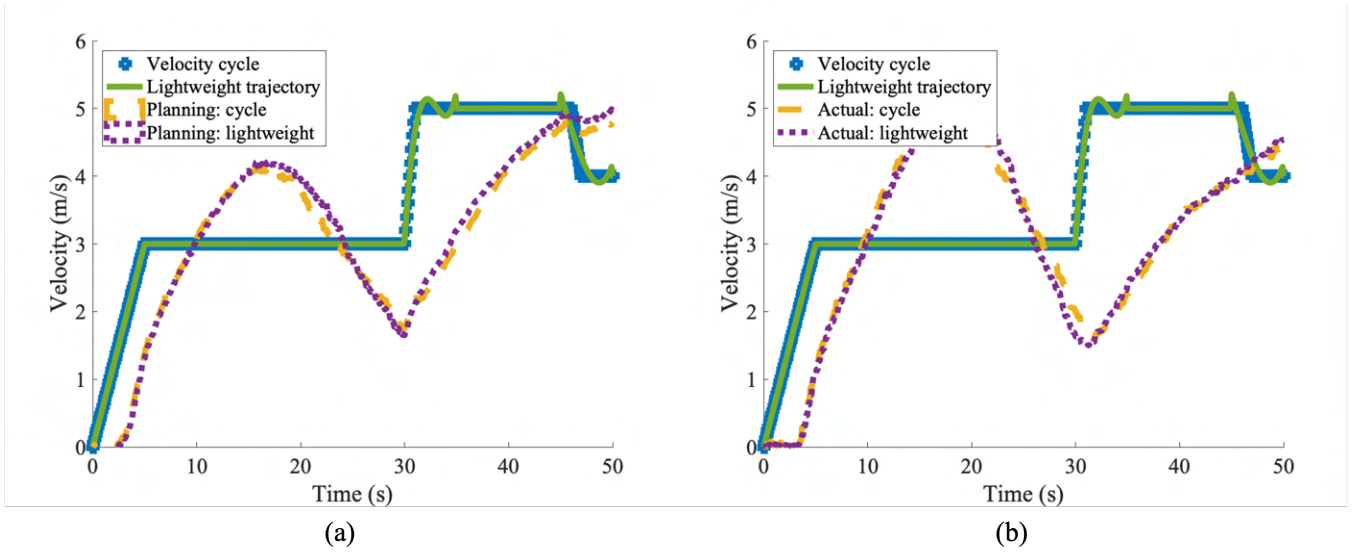 6
5
4
3
2
1
0
Velocity (m/s)
Velocity cycle
Lightweight trajectory
Planning: cycle
Planning: lightweight
0 10 20 30 40 50
Time (s)
(a)
6
5
4
3
2
1
0
Velocity (m/s)
Velocity cycle
Lightweight trajectory
Actual: cycle
Actual: lightweight
0 10 20 30 40 50
Time (s)
(b)